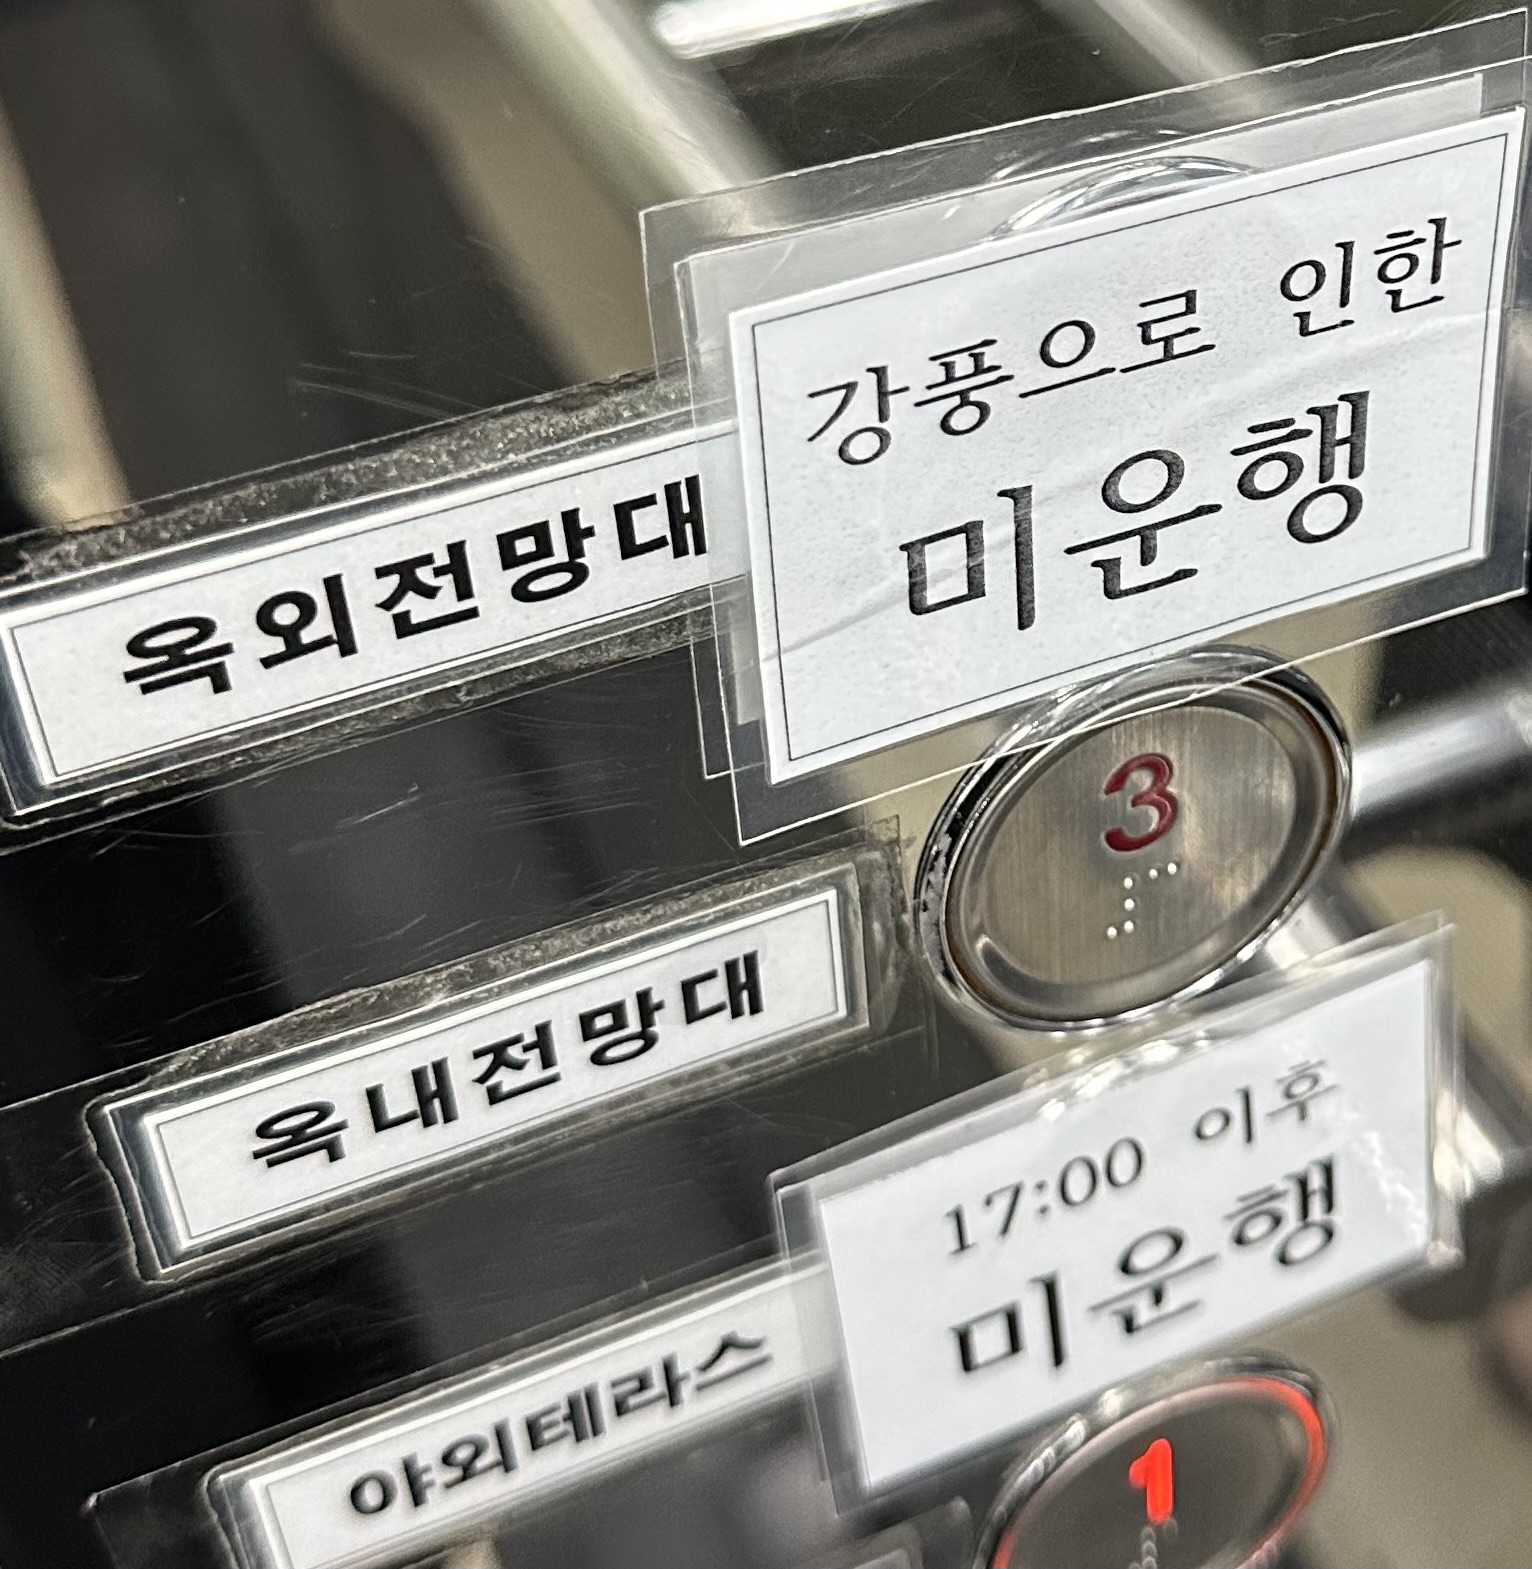 강풍으로 인한
미운행
옥외전망대
3
옥내전망대
17:00 이후
미운행
야외테라스
1